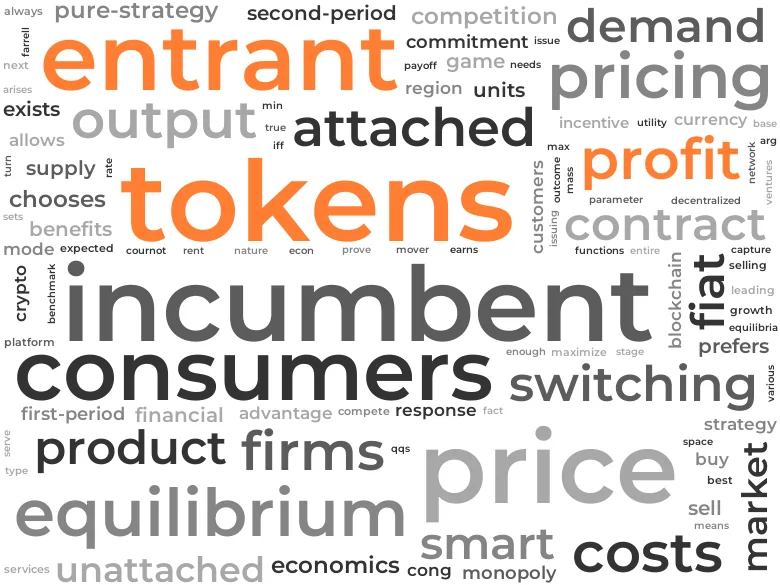 always pure-strategy second-period competition demand
farrell entrant commitment issue
next payoff game needs pricing
arises region units
exists output min attached incentive utility currency base
allows true
iff max arg
turn supply rate tokens customers outcome mass profit network ventures
chooses parameter decentralized
sets benefits issuing contract
mode expected cournot rent nature econ prove mover earns functions entire capture
crypto benchmark incumbent blockchain fiat selling
leading
growth
equilibria
platform consumers enough maximize stage prefers
switching various
first-period financial advantage compete response fact
strategy
serve product firms qqs price space market
type buy
best
equilibrium sell
means
smart costs
services unattached economics cong monopoly